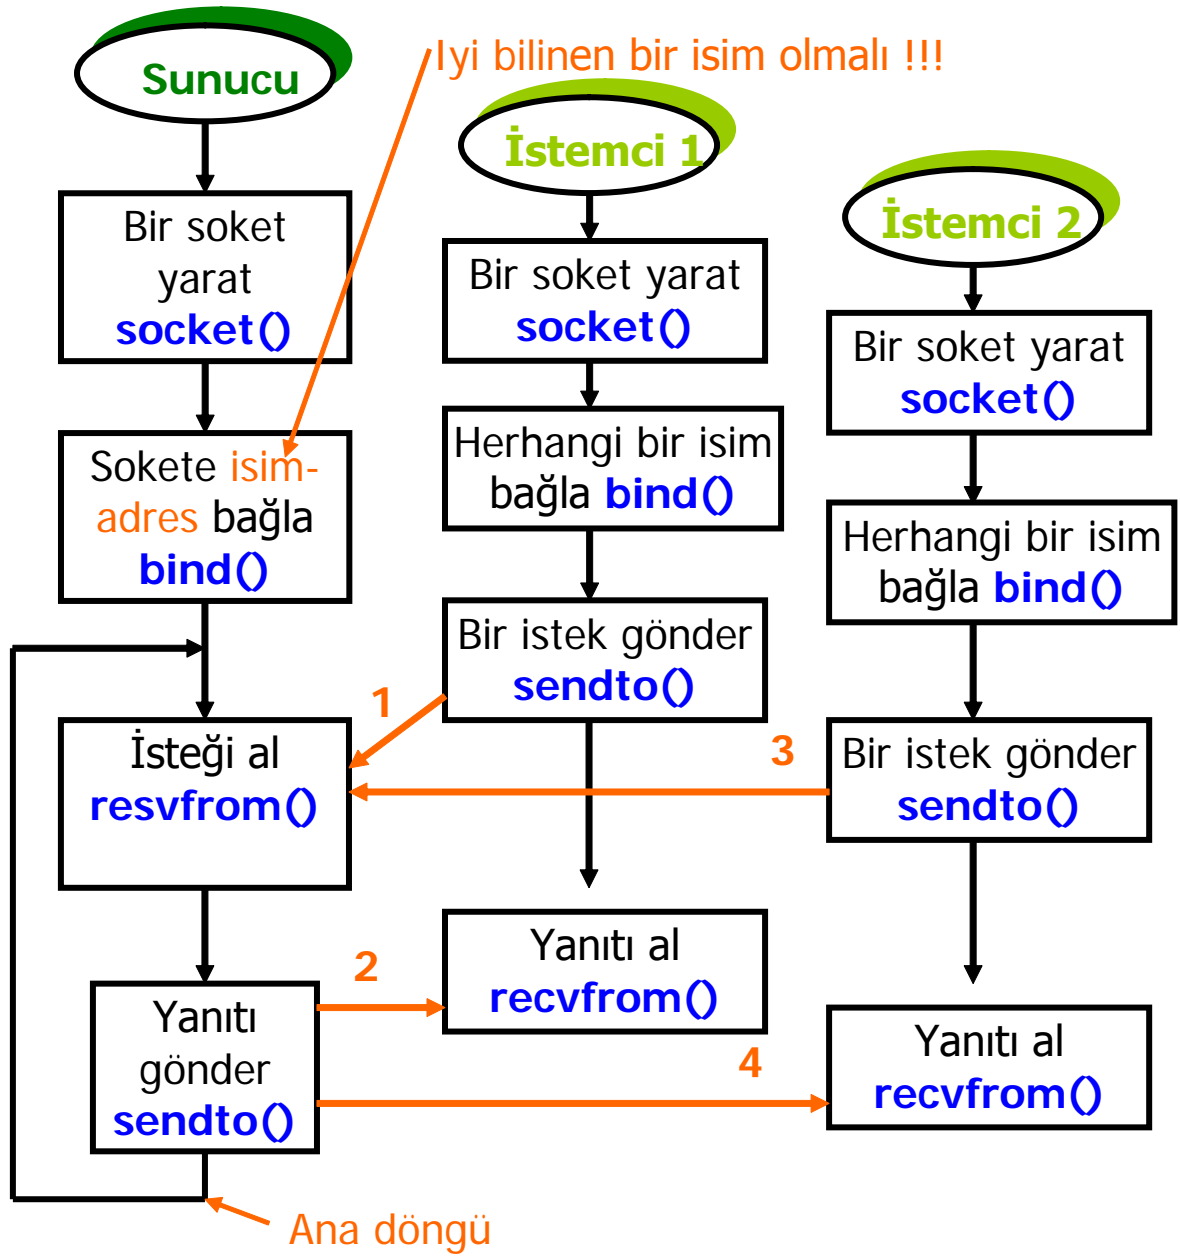 Sunucu
Iyi bilinen bir isim olmalı !!!
İstemci 1
İstemci 2
Bir soket
yarat
socket()
Bir soket yarat
socket()
Bir soket yarat
socket()
Sokete isim-
adres bağla
bind()
Herhangi bir isim
bağla bind()
Herhangi bir isim
bağla bind()
Bir istek gönder
sendto()
1
3
İsteği al
resvfrom()
Bir istek gönder
sendto()
2
Yanıtı al
recvfrom()
Yanıtı
gönder
sendto()
4
Yanıtı al
recvfrom()
Ana döngü